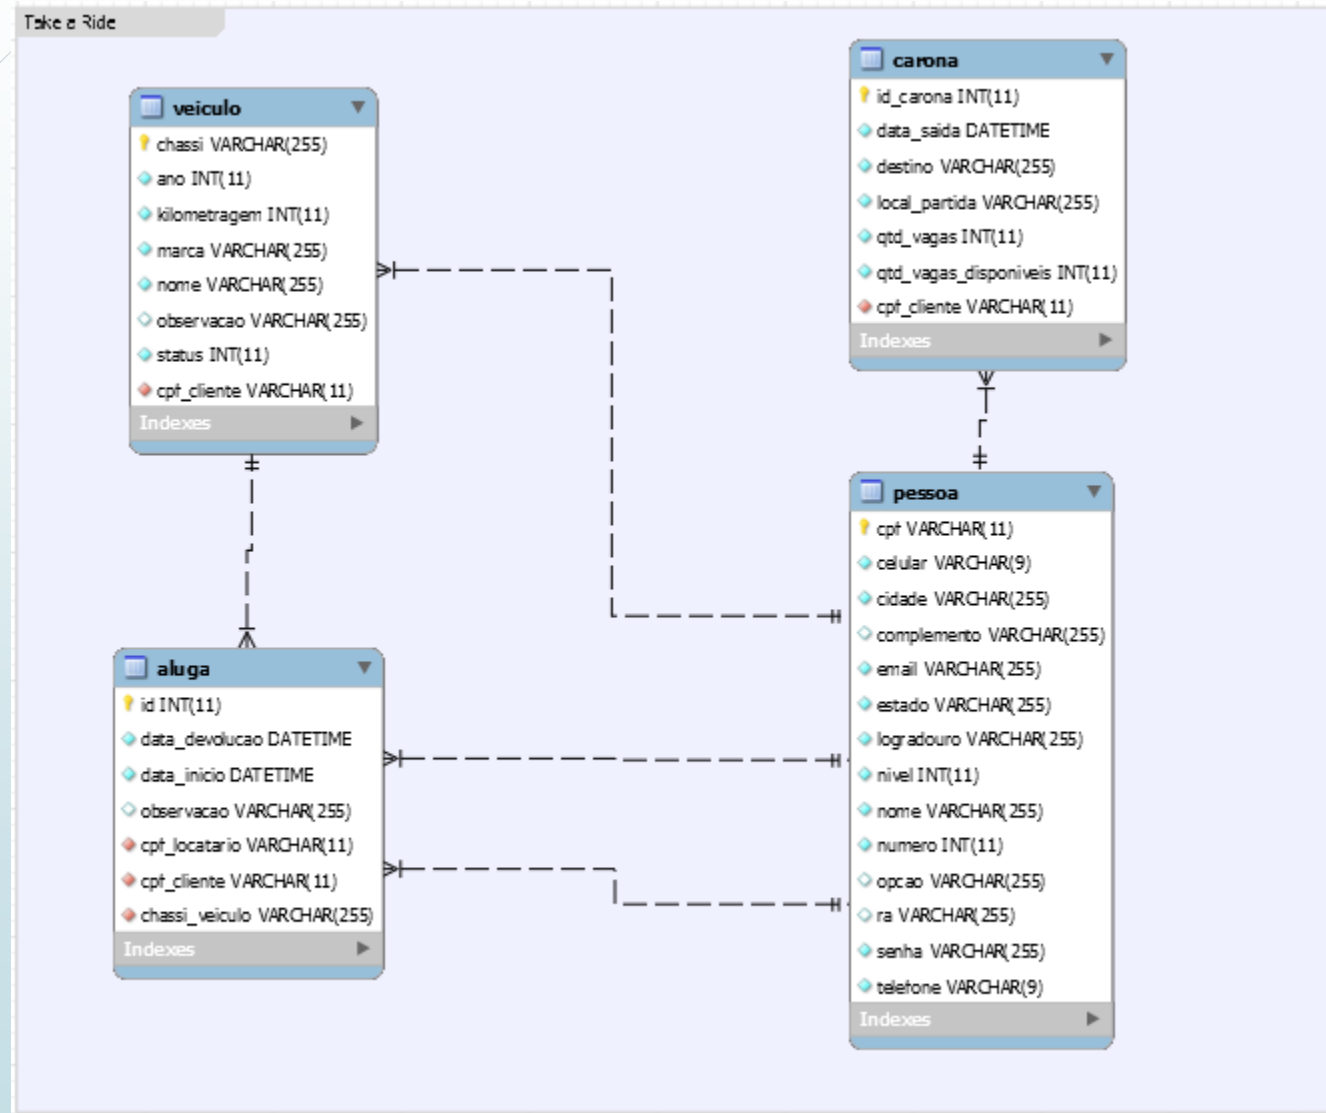 Take a Ride
veiculo
chassi VARCHAR(255)
ano INT(11)
kilometragem INT(11)
marca VARCHAR(255)
nome VARCHAR(255)
observacao VARCHAR(255)
status INT(11)
cpf_cliente VARCHAR(11)
Indexes
carona
id_carona INT(11)
data_saida DATETIME
destino VARCHAR(255)
local_partida VARCHAR(255)
qtd_vagas INT(11)
qtd_vagas_disponiveis INT(11)
cpf_cliente VARCHAR(11)
Indexes
aluga
id INT(11)
data_devolucao DATETIME
data_inicio DATETIME
observacao VARCHAR(255)
cpf_locatario VARCHAR(11)
cpf_cliente VARCHAR(11)
chassi_veiculo VARCHAR(255)
Indexes
pessoa
cpf VARCHAR(11)
celular VARCHAR(9)
cidade VARCHAR(255)
complemento VARCHAR(255)
email VARCHAR(255)
estado VARCHAR(255)
logradouro VARCHAR(255)
nivel INT(11)
nome VARCHAR(255)
numero INT(11)
opcao VARCHAR(255)
ra VARCHAR(255)
senha VARCHAR(255)
telefone VARCHAR(9)
Indexes